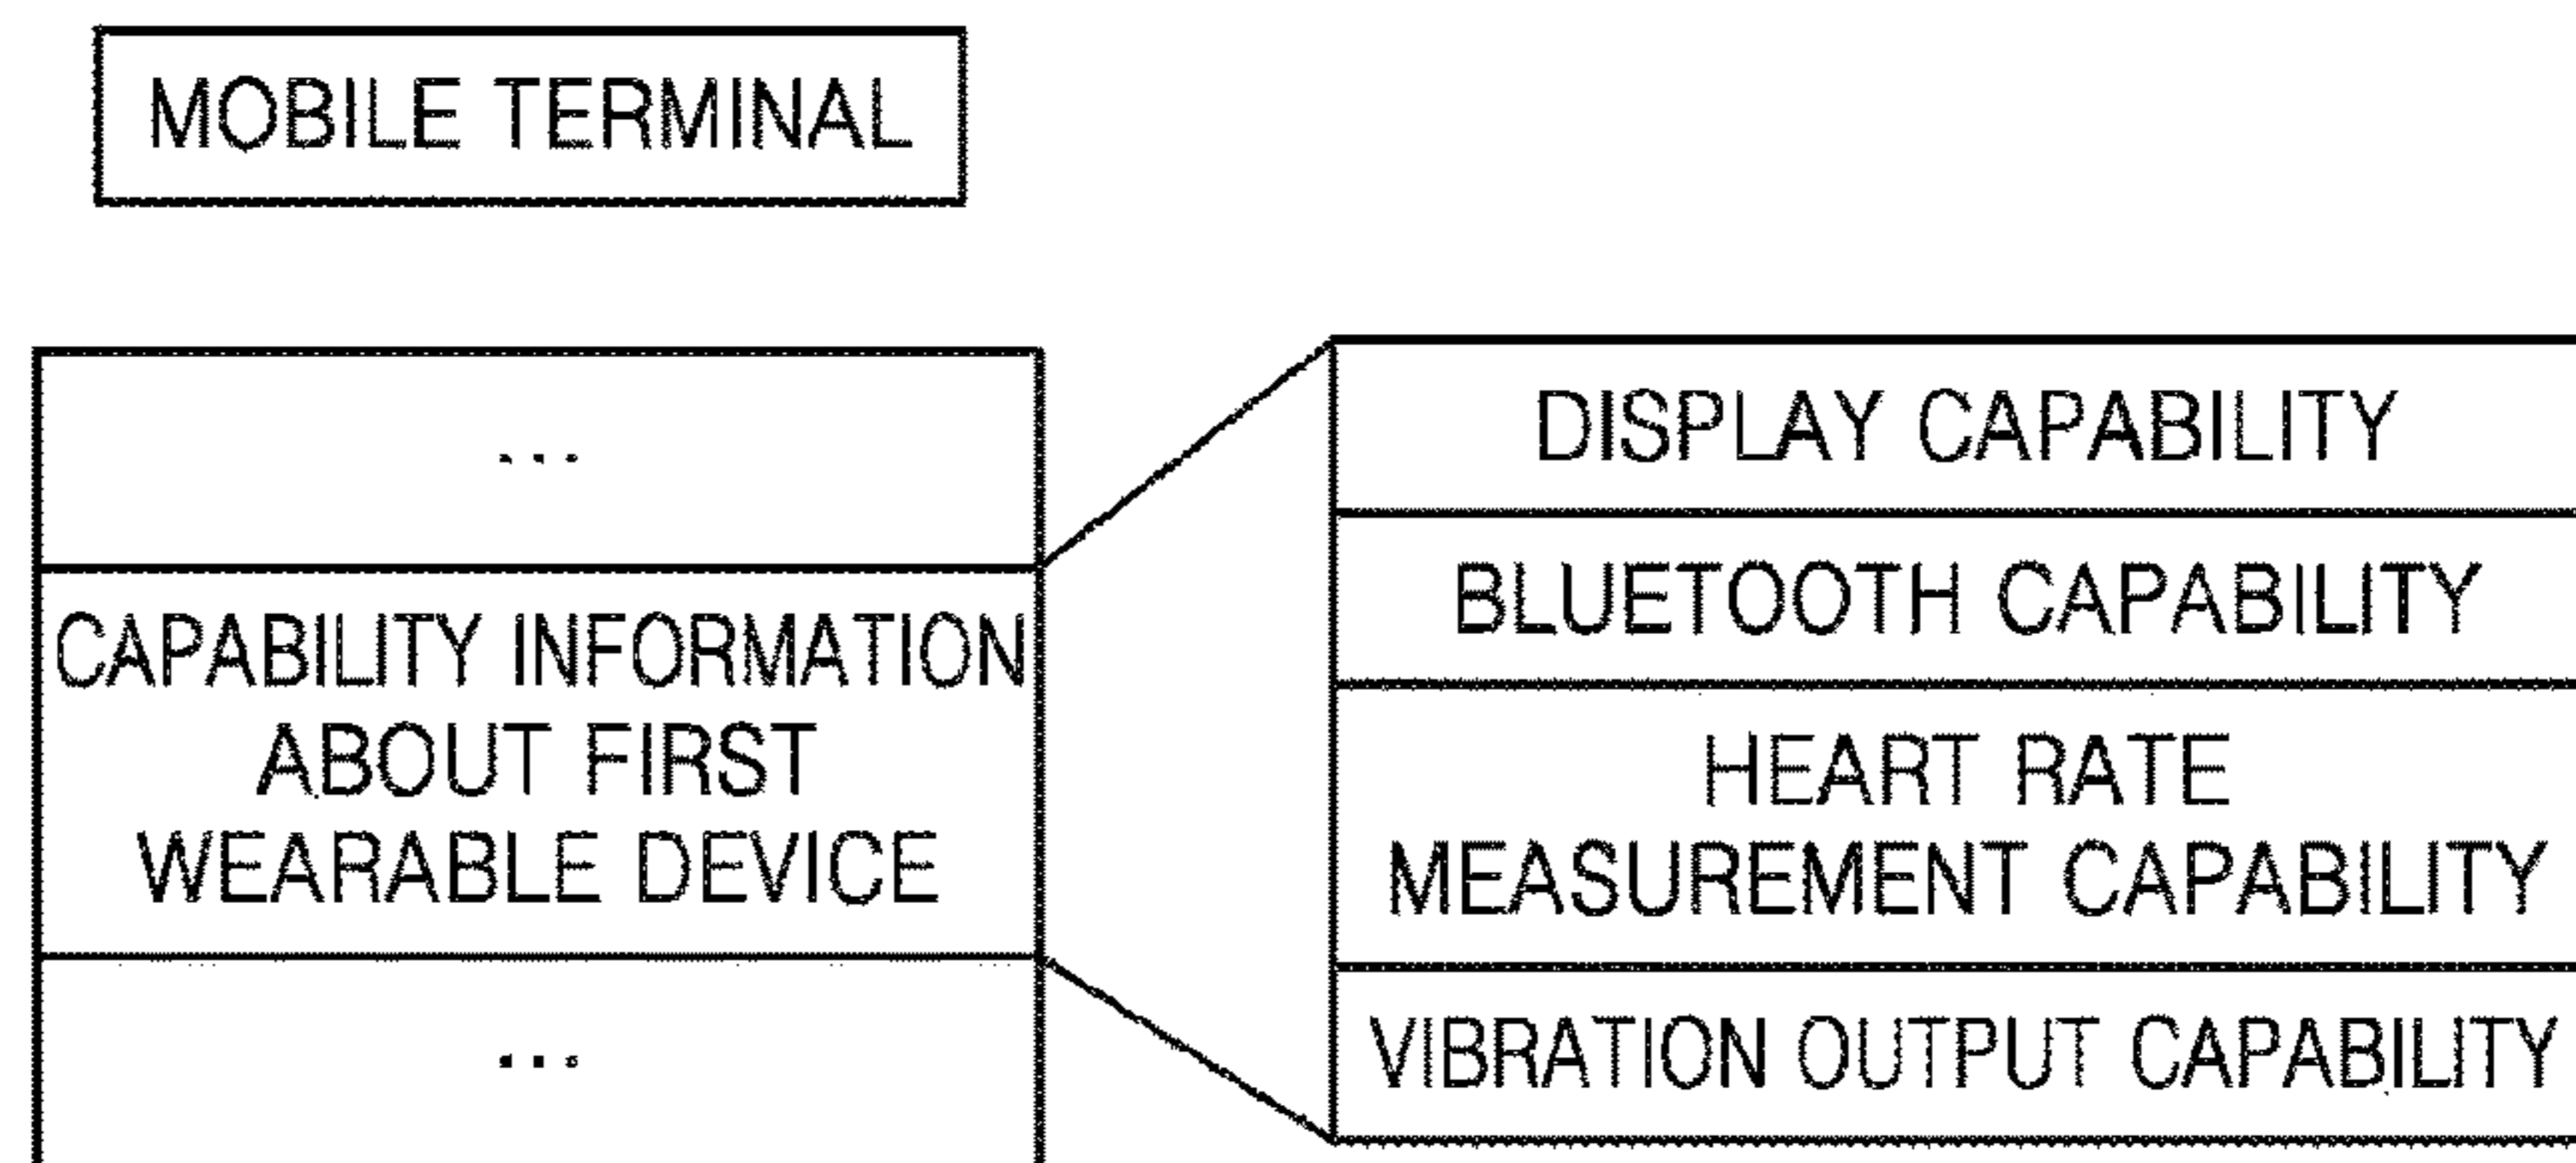 MOBILE TERMINAL
...
CAPABILITY INFORMATION
ABOUT FIRST
WEARABLE DEVICE
...
DISPLAY CAPABILITY
BLUETOOTH CAPABILITY
HEART RATE
MEASUREMENT CAPABILITY
VIBRATION OUTPUT CAPABILITY